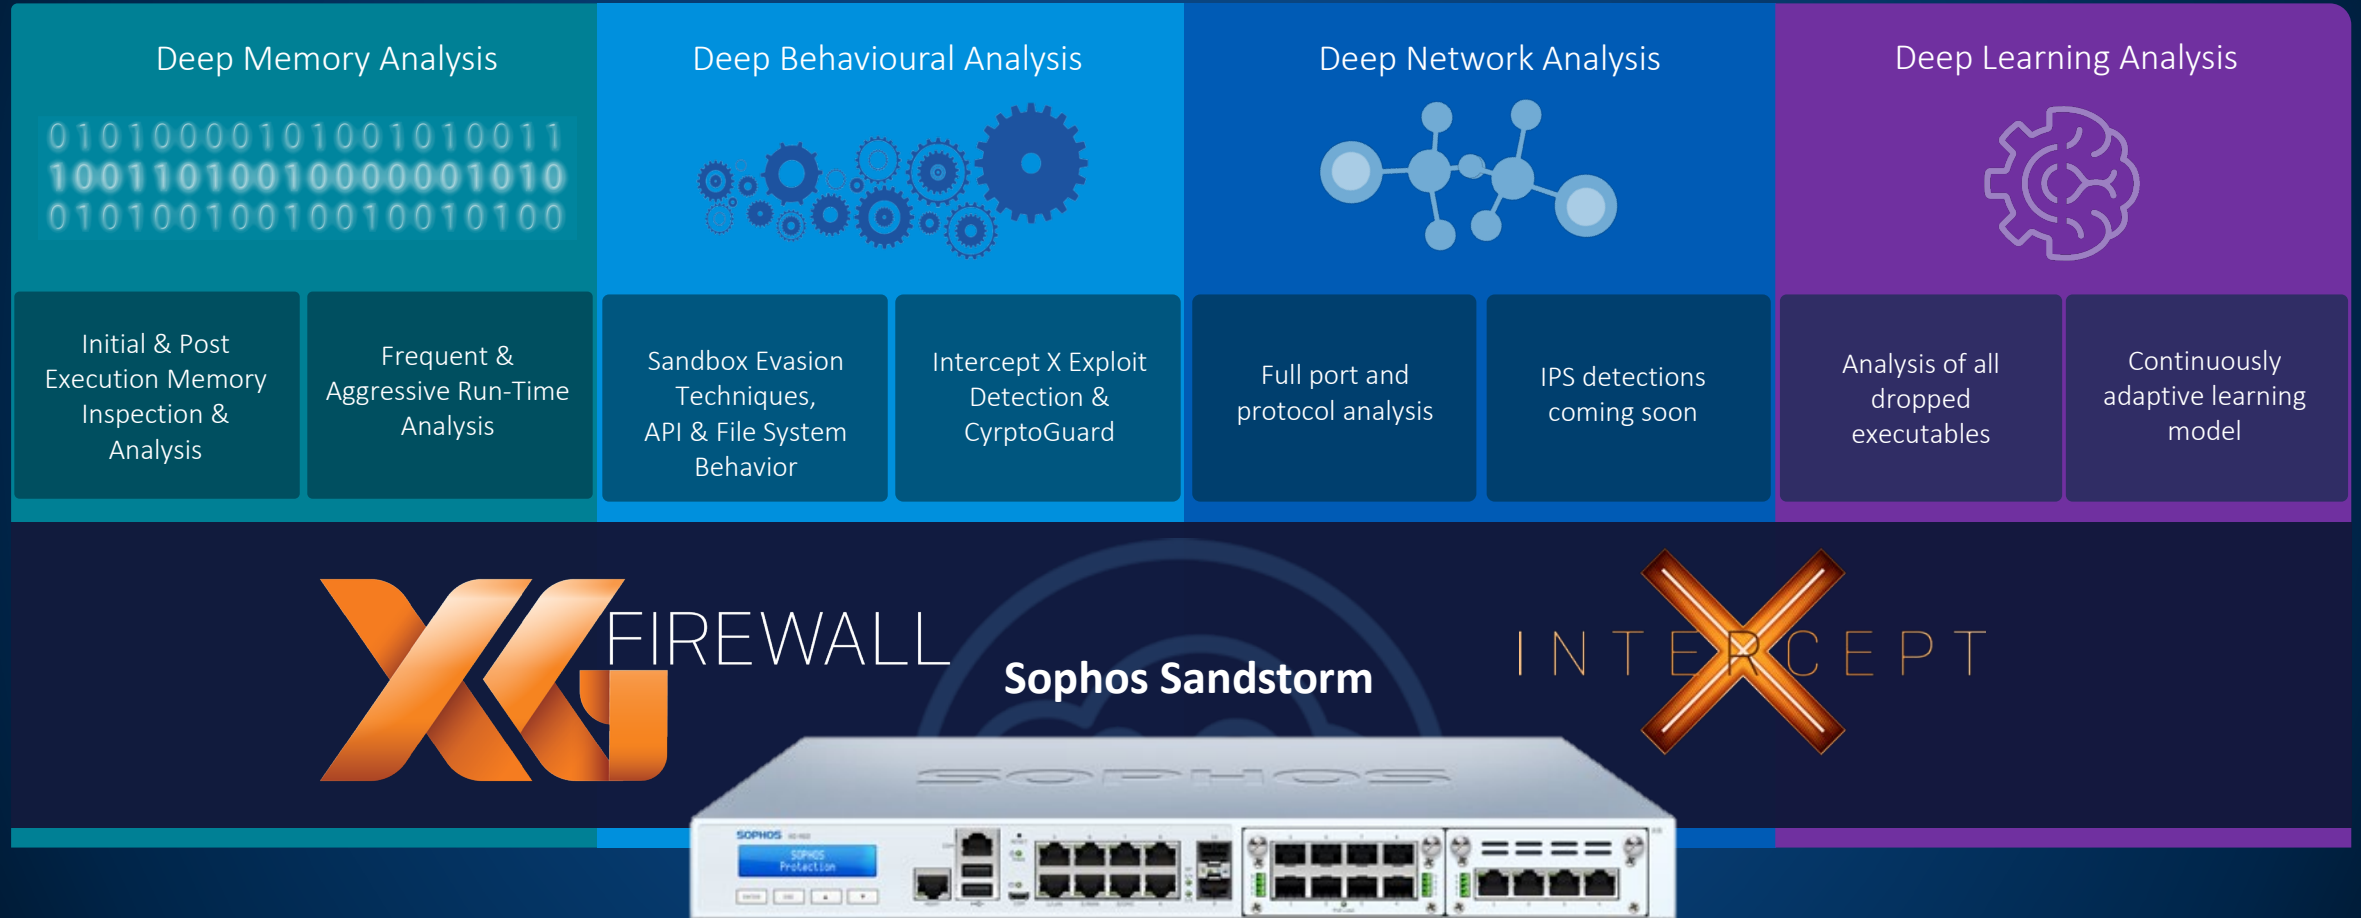 Deep Memory Analysis
Deep Behavioural Analysis
Deep Network Analysis
Deep Learning Analysis
01010000101001010011
10011010010000001010
01010010010010010100
Initial & Post
Execution Memory
Inspection &
Analysis
Frequent &
Aggressive Run-Time
Analysis
Sandbox Evasion
Techniques,
API & File System
Behavior
Intercept X Exploit
Detection &
CyrptoGuard
Full port and
protocol analysis
IPS detections
coming soon
Analysis of all
dropped
executables
Continuously
adaptive learning
model
XG FIREWALL
Sophos Sandstorm
INTERCEPT X
SOPHOS
SOPHOS
SOPHOS
Protection